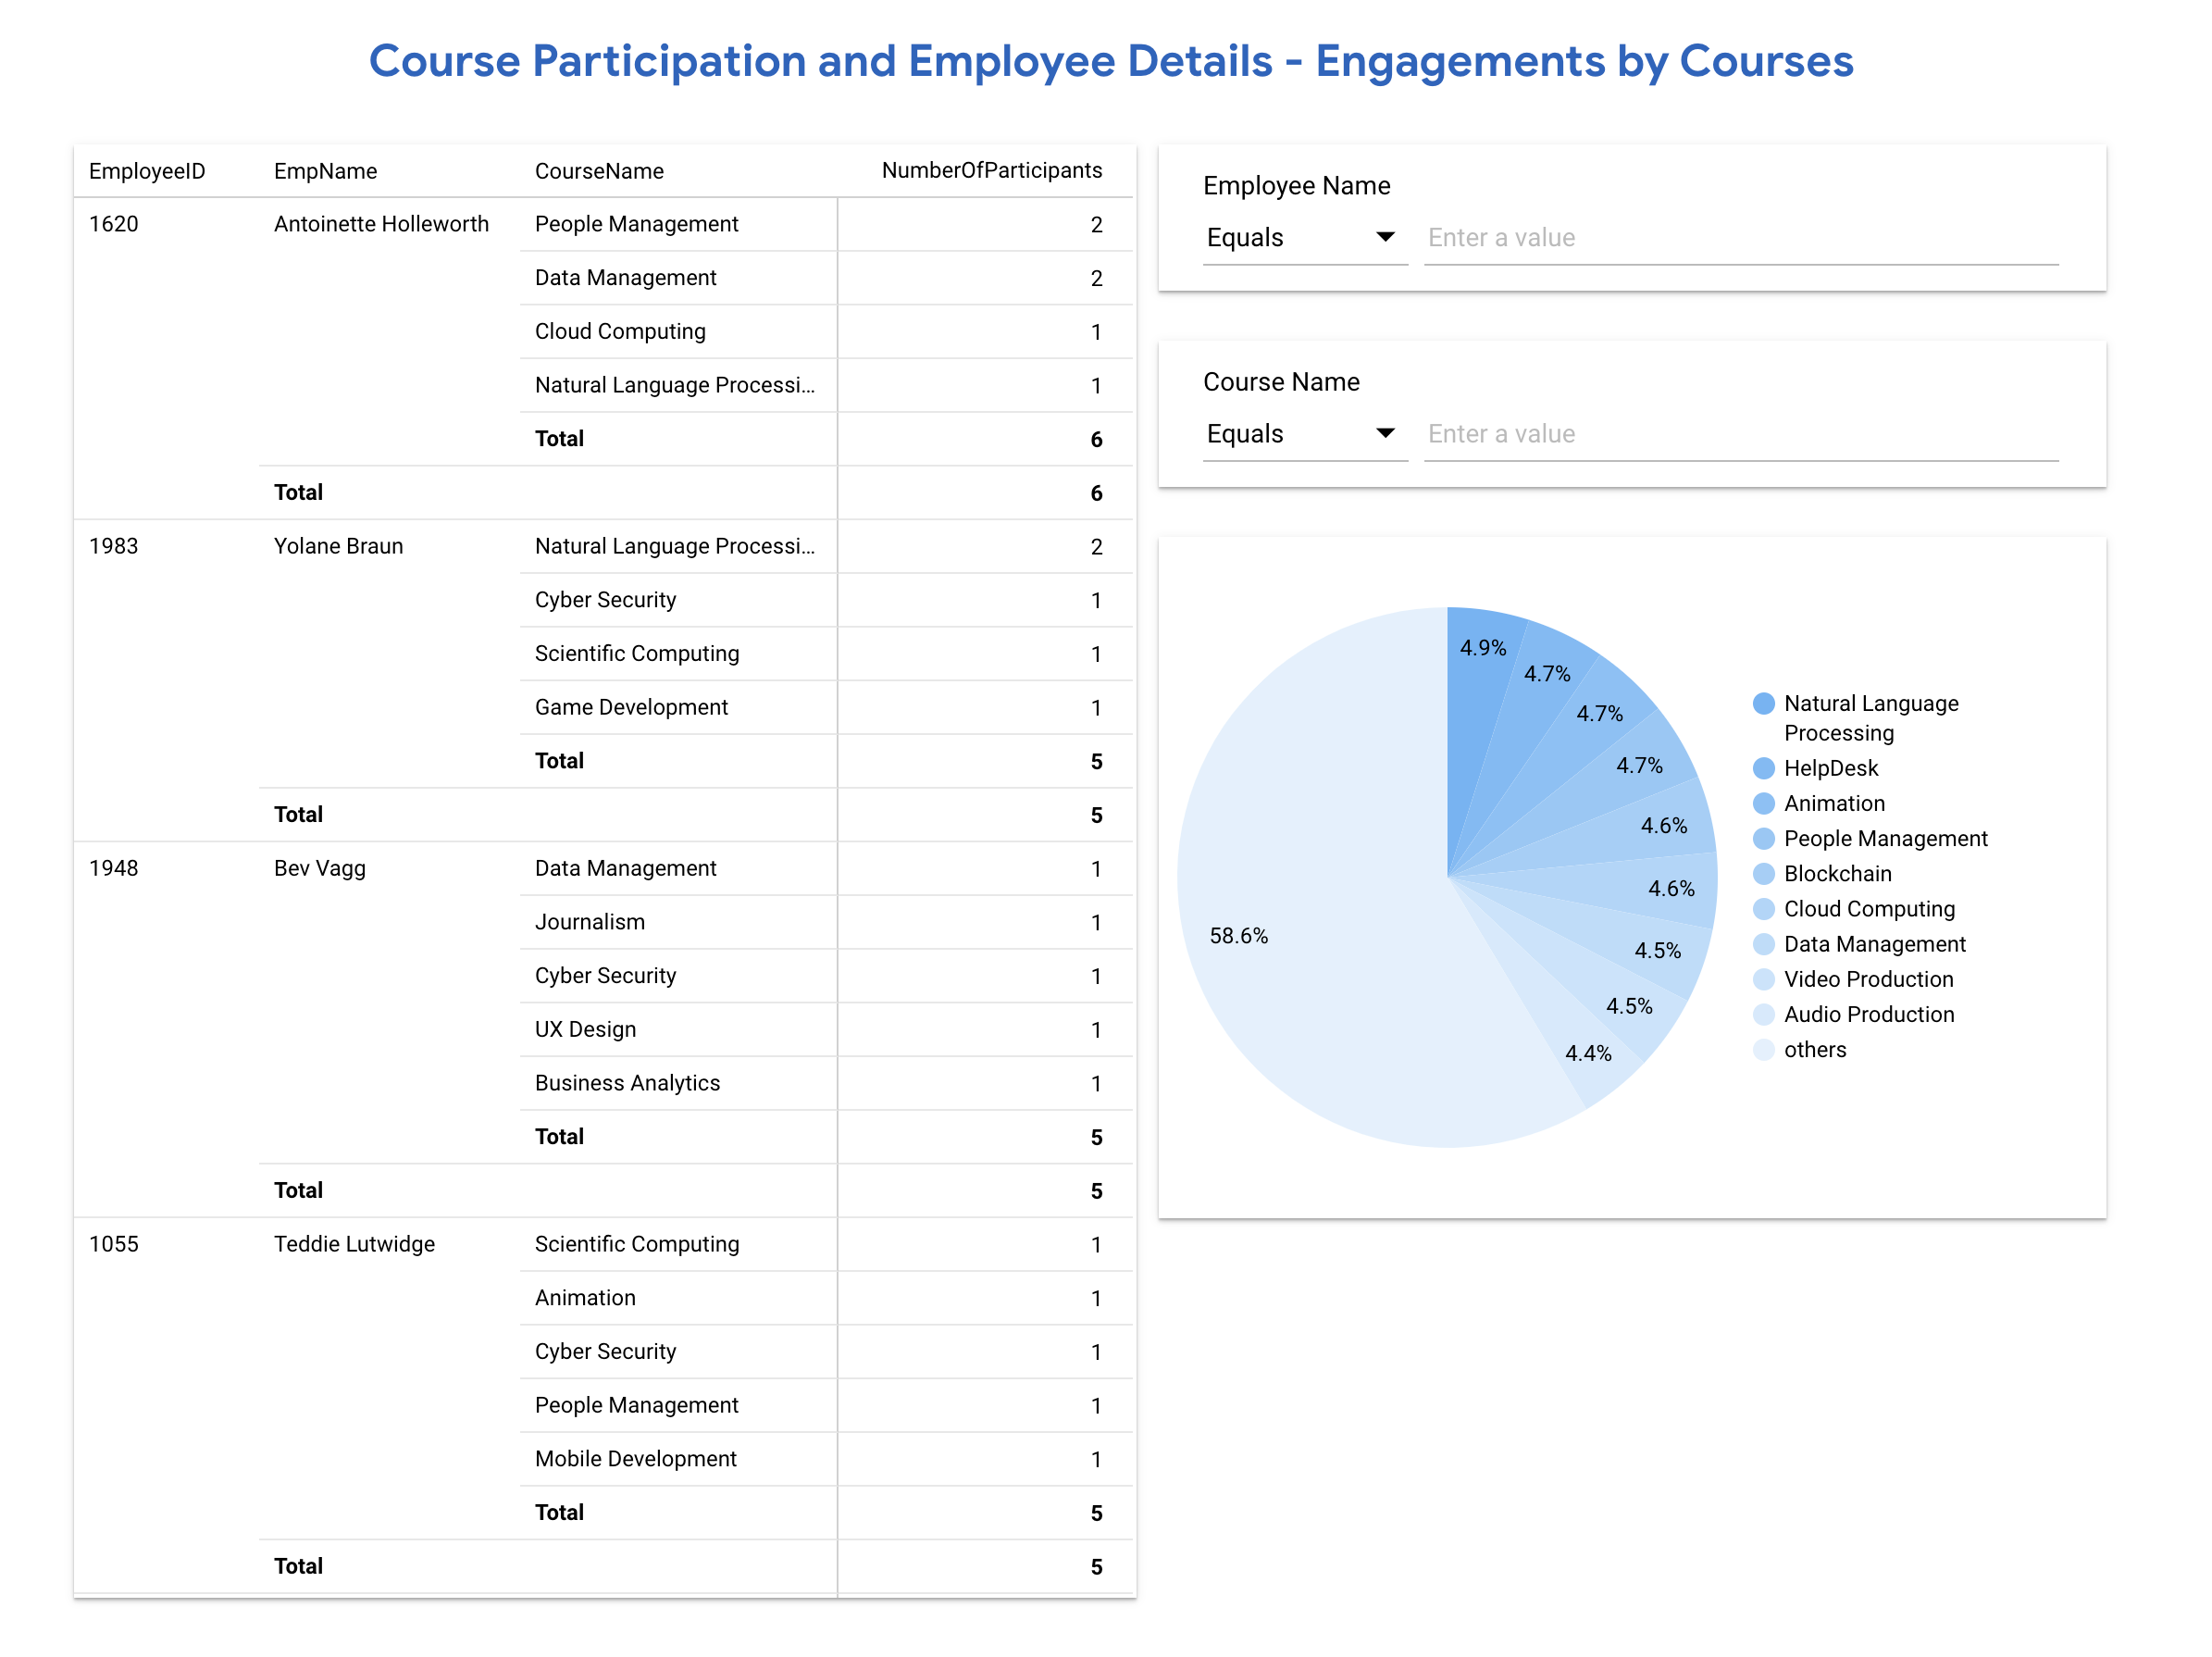 Course Participation and Employee Details - Engagements by Courses
EmployeeID EmpName CourseName NumberOfParticipants
1620 Antoinette Holleworth People Management 2
Data Management 2
Cloud Computing 1
Natural Language Processi... 1
Total 6
Total 6
1983 Yolane Braun Natural Language Processi... 2
Cyber Security 1
Scientific Computing 1
Game Development 1
Total 5
Total 5
1948 Bev Vagg Data Management 1
Journalism 1
Cyber Security 1
UX Design 1
Business Analytics 1
Total 5
Total 5
1055 Teddie Lutwidge Scientific Computing 1
Animation 1
Cyber Security 1
People Management 1
Mobile Development 1
Total 5
Total 5
Employee Name
Equals Enter a value
Course Name
Equals Enter a value
4.9%
4.7%
4.7%
4.7%
4.6%
4.6%
4.5%
4.5%
4.4%
58.6%
Natural Language
Processing
HelpDesk
Animation
People Management
Blockchain
Cloud Computing
Data Management
Video Production
Audio Production
others